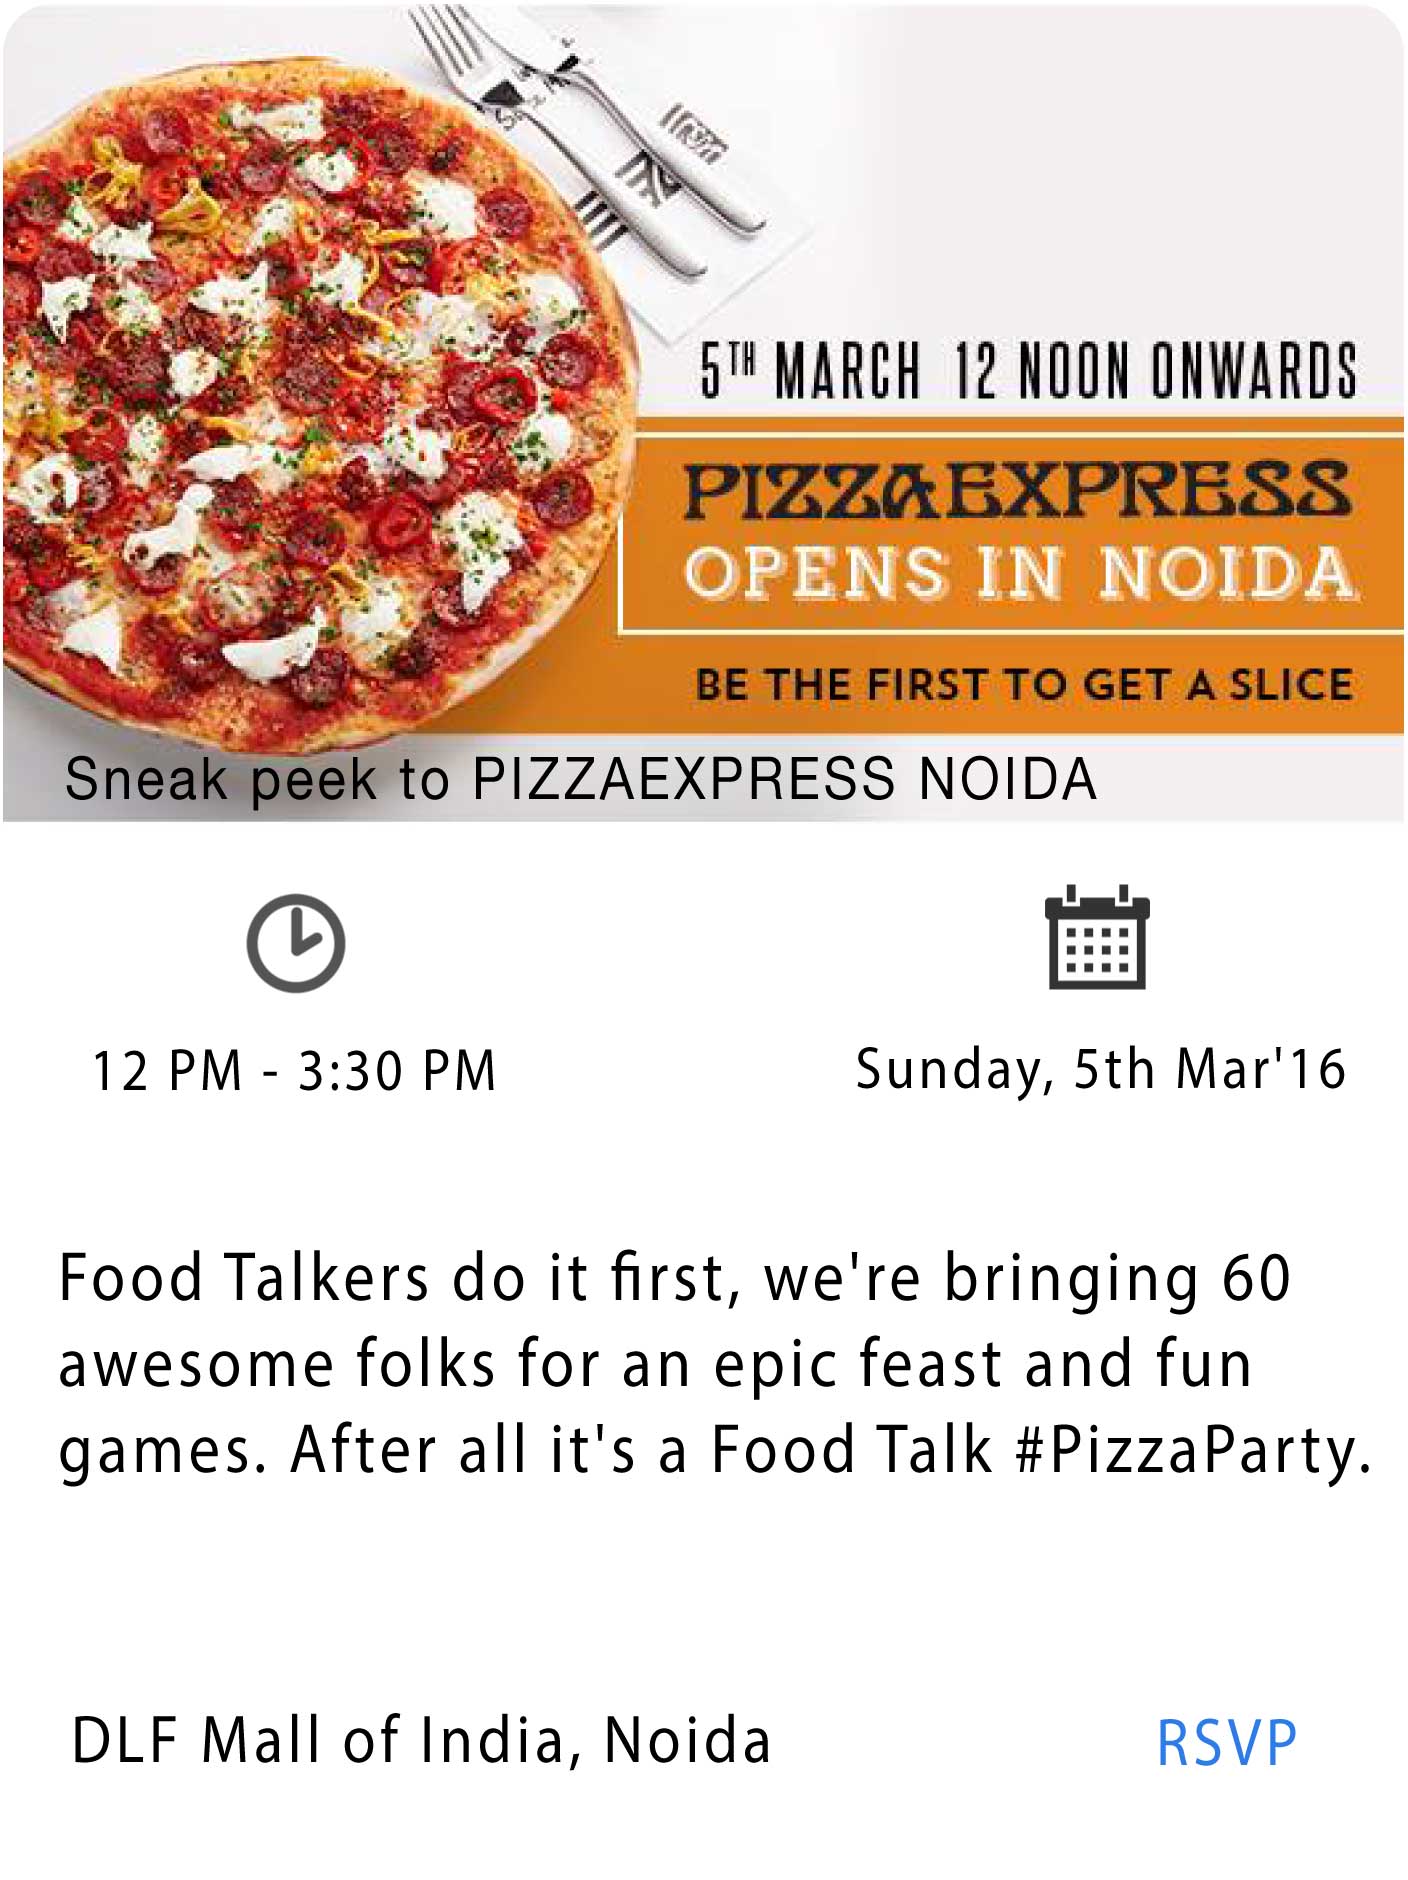 5TH MARCH 12 NOON ONWARDS
PIZZAEXPRESS
OPENS IN NOIDA
BE THE FIRST TO GET A SLICE
Sneak peek to PIZZAEXPRESS NOIDA
12 PM - 3:30 PM
Sunday, 5th Mar'16
Food Talkers do it first, we're bringing 60
awesome folks for an epic feast and fun
games. After all it's a Food Talk #PizzaParty.
DLF Mall of India, Noida
RSVP